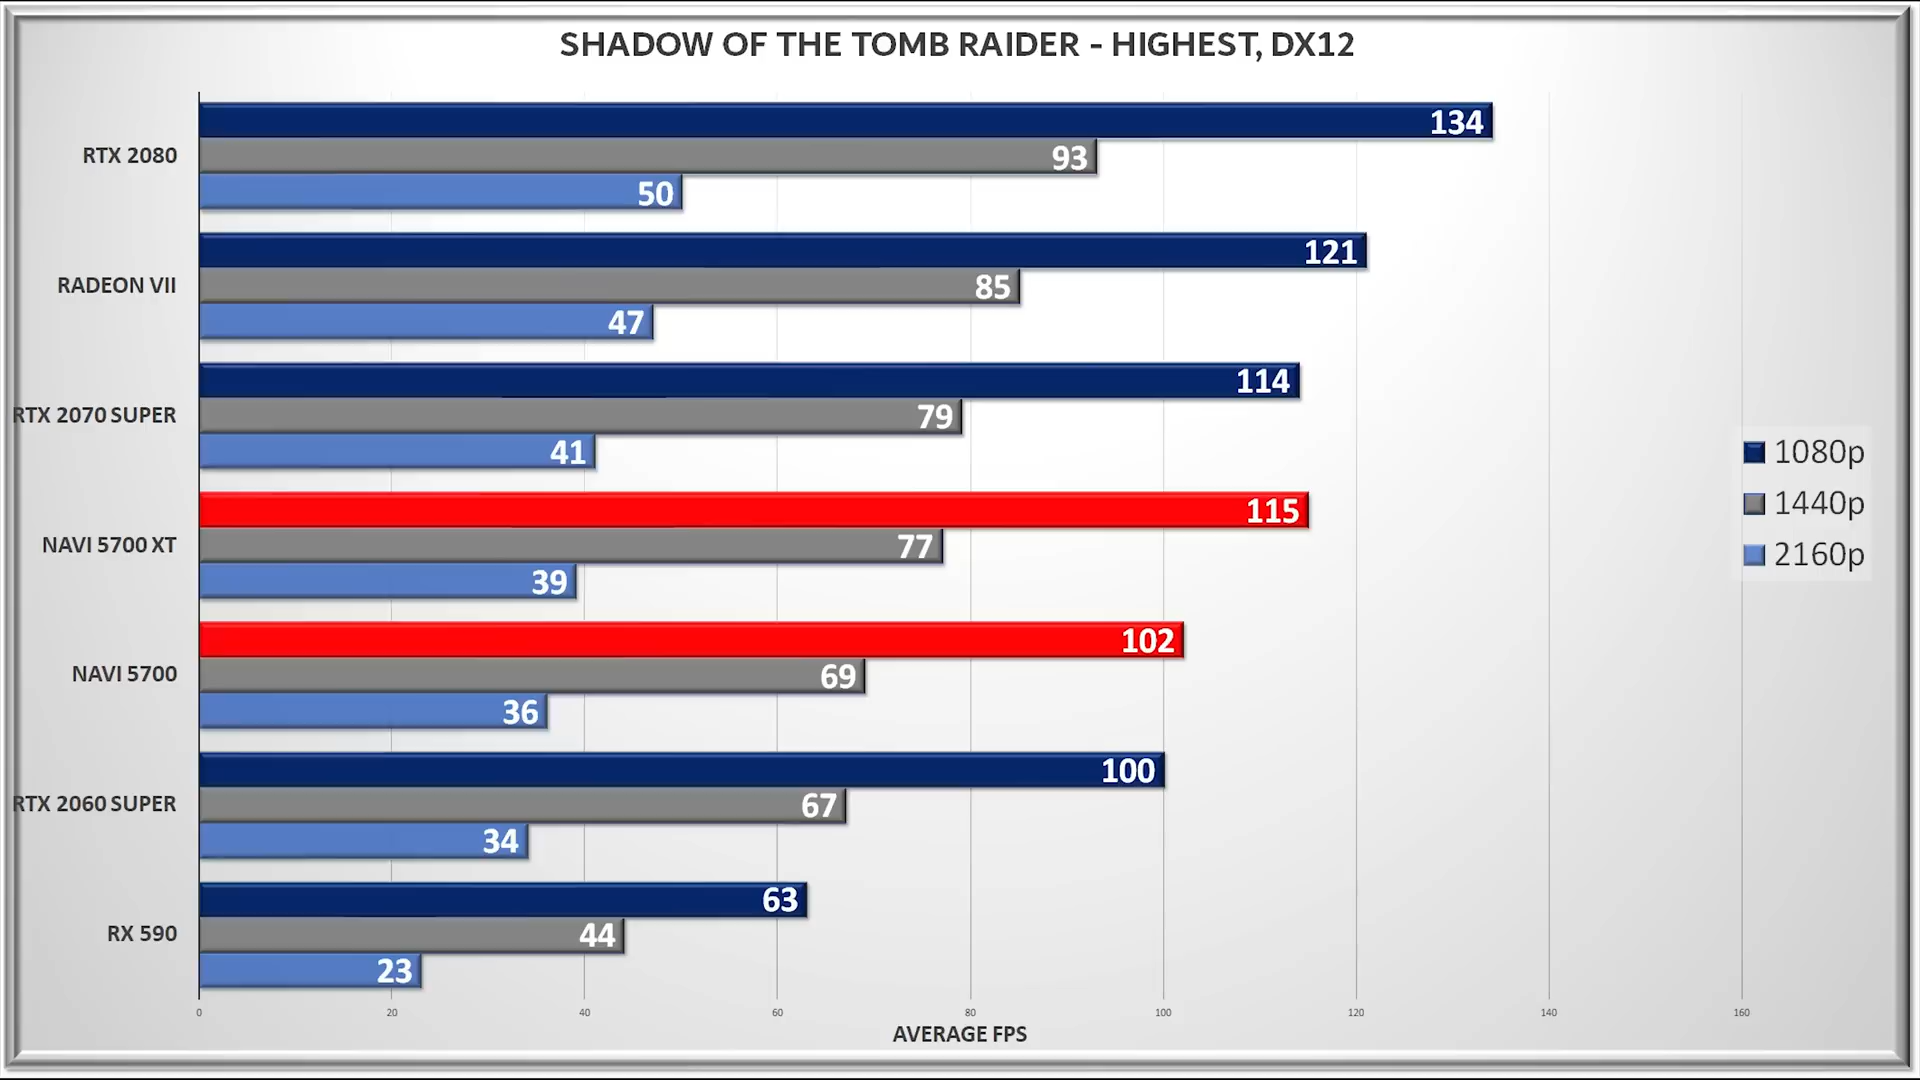 SHADOW OF THE TOMB RAIDER - HIGHEST, DX12
RTX 2080
134
93
50
RADEON VII
121
85
47
RTX 2070 SUPER
114
79
41
NAVI 5700 XT
115
77
39
NAVI 5700
102
69
36
RTX 2060 SUPER
100
67
34
RX 590
63
44
23
0 20 40 60 80 100 120 140 160
AVERAGE FPS
1080p
1440p
2160p